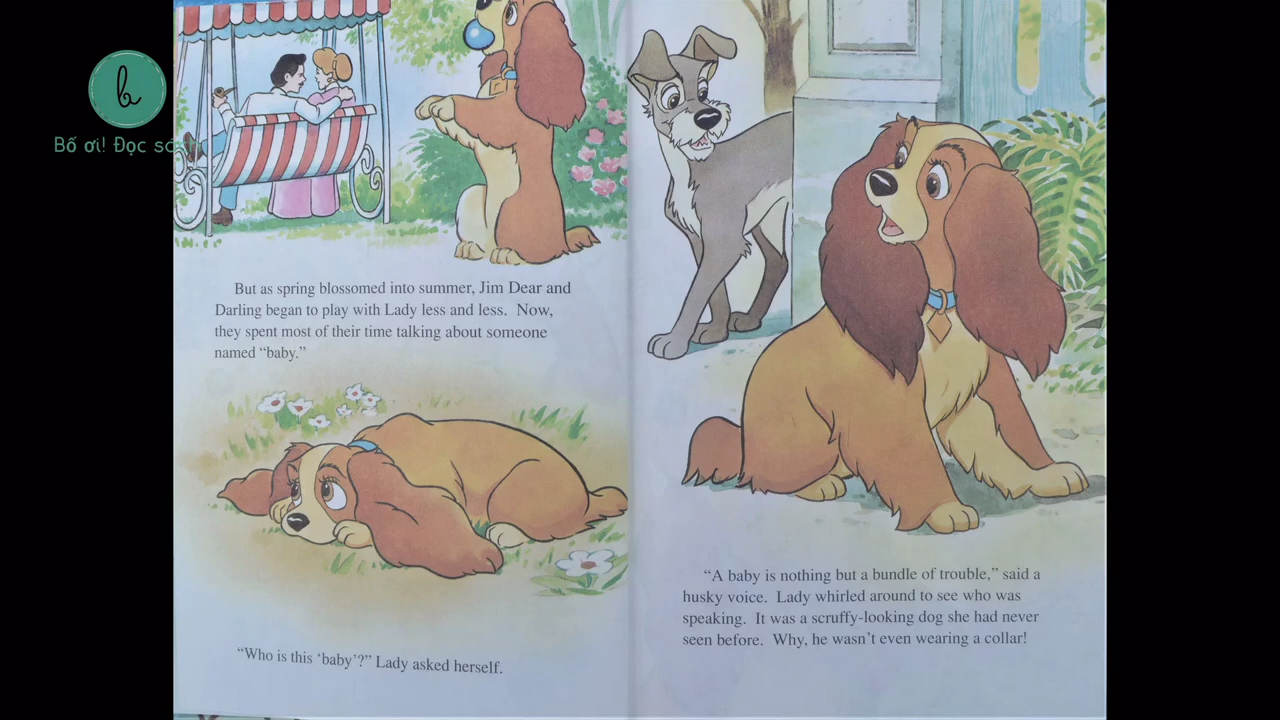 b
Bố ơi! Đọc sách
But as spring blossomed into summer, Jim Dear and
Darling began to play with Lady less and less. Now,
they spent most of their time talking about someone
named “baby.”
“Who is this ‘baby’?” Lady asked herself.
“A baby is nothing but a bundle of trouble,” said a
husky voice. Lady whirled around to see who was
speaking. It was a scruffy-looking dog she had never
seen before. Why, he wasn’t even wearing a collar!